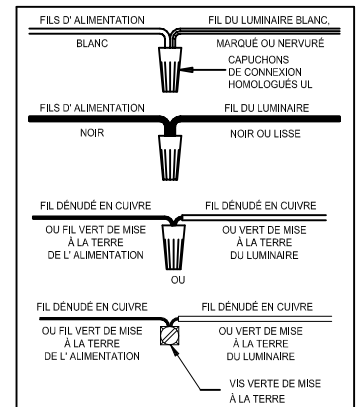 FILS D' ALIMENTATION
FIL DU LUMINAIRE BLANC,
BLANC
MARQUÉ OU NERVURÉ
CAPUCHONS
DE CONNEXION
HOMOLOGUÉS UL
FILS D' ALIMENTATION
FIL DU LUMINAIRE
NOIR
NOIR OU LISSE
FIL DÉNUDÉ EN CUIVRE
FIL DÉNUDÉ EN CUIVRE
OU FIL VERT DE MISE
À LA TERRE
DE L' ALIMENTATION
OU VERT DE MISE
À LA TERRE
DU LUMINAIRE
OU
FIL DÉNUDÉ EN CUIVRE
FIL DÉNUDÉ EN CUIVRE
OU FIL VERT DE MISE
À LA TERRE
DE L' ALIMENTATION
OU VERT DE MISE
À LA TERRE
DU LUMINAIRE
VIS VERTE DE MISE
À LA TERRE